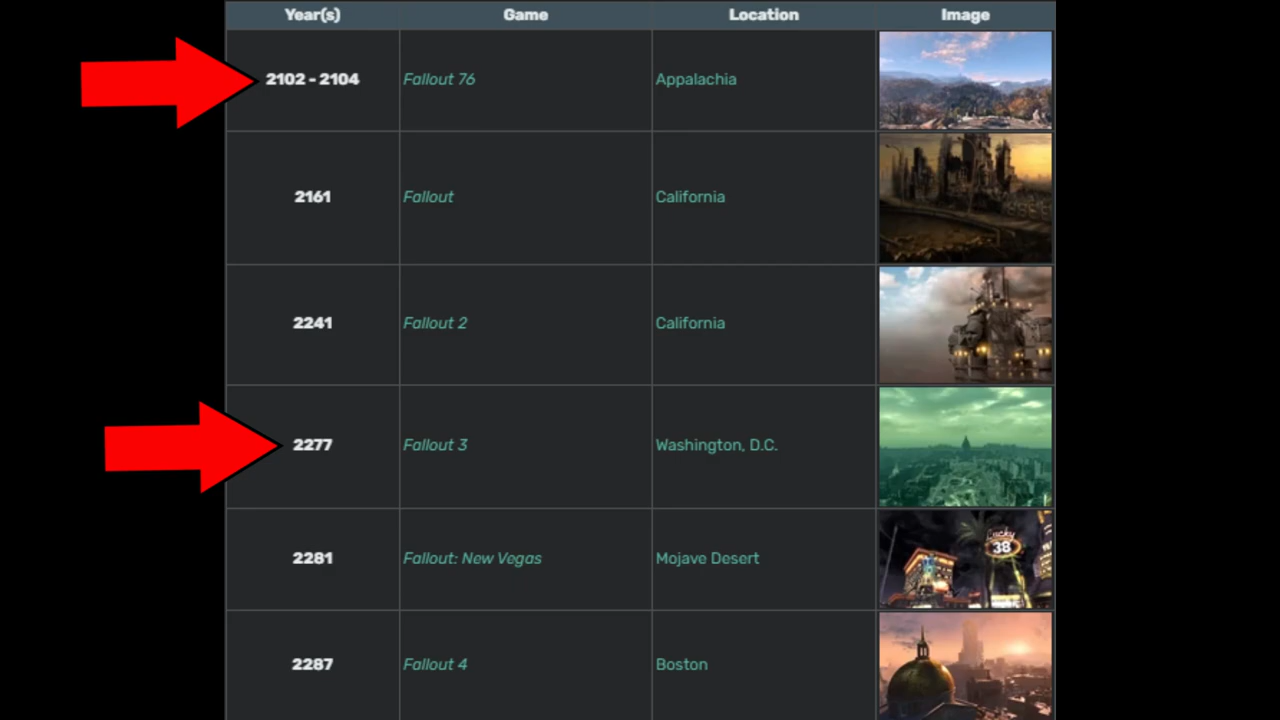 Year(s) Game Location Image
2102 - 2104 Fallout 76 Appalachia
2161 Fallout California
2241 Fallout 2 California
2277 Fallout 3 Washington, D.C.
2281 Fallout: New Vegas Mojave Desert
Lucky
38
2287 Fallout 4 Boston